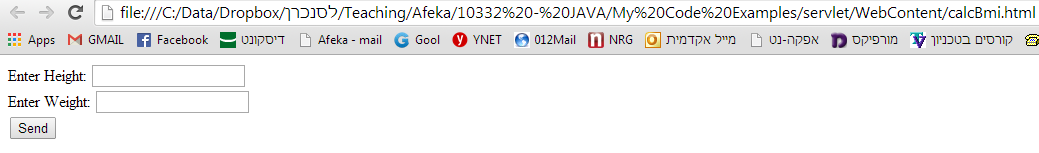 file:///C:/Data/Dropbox/לסנכרן/Teaching/Afeka/10332%20-%20JAVA/My%20Code%20Examples/servlet/WebContent/calcBmi.html
Apps GMAIL Facebook דיסקונט Afeka - mail Gool YNET 012Mail NRG מייל אקדמית אפקה-נט מורפיקס קורסים בטכניון
Enter Height:
Enter Weight:
Send